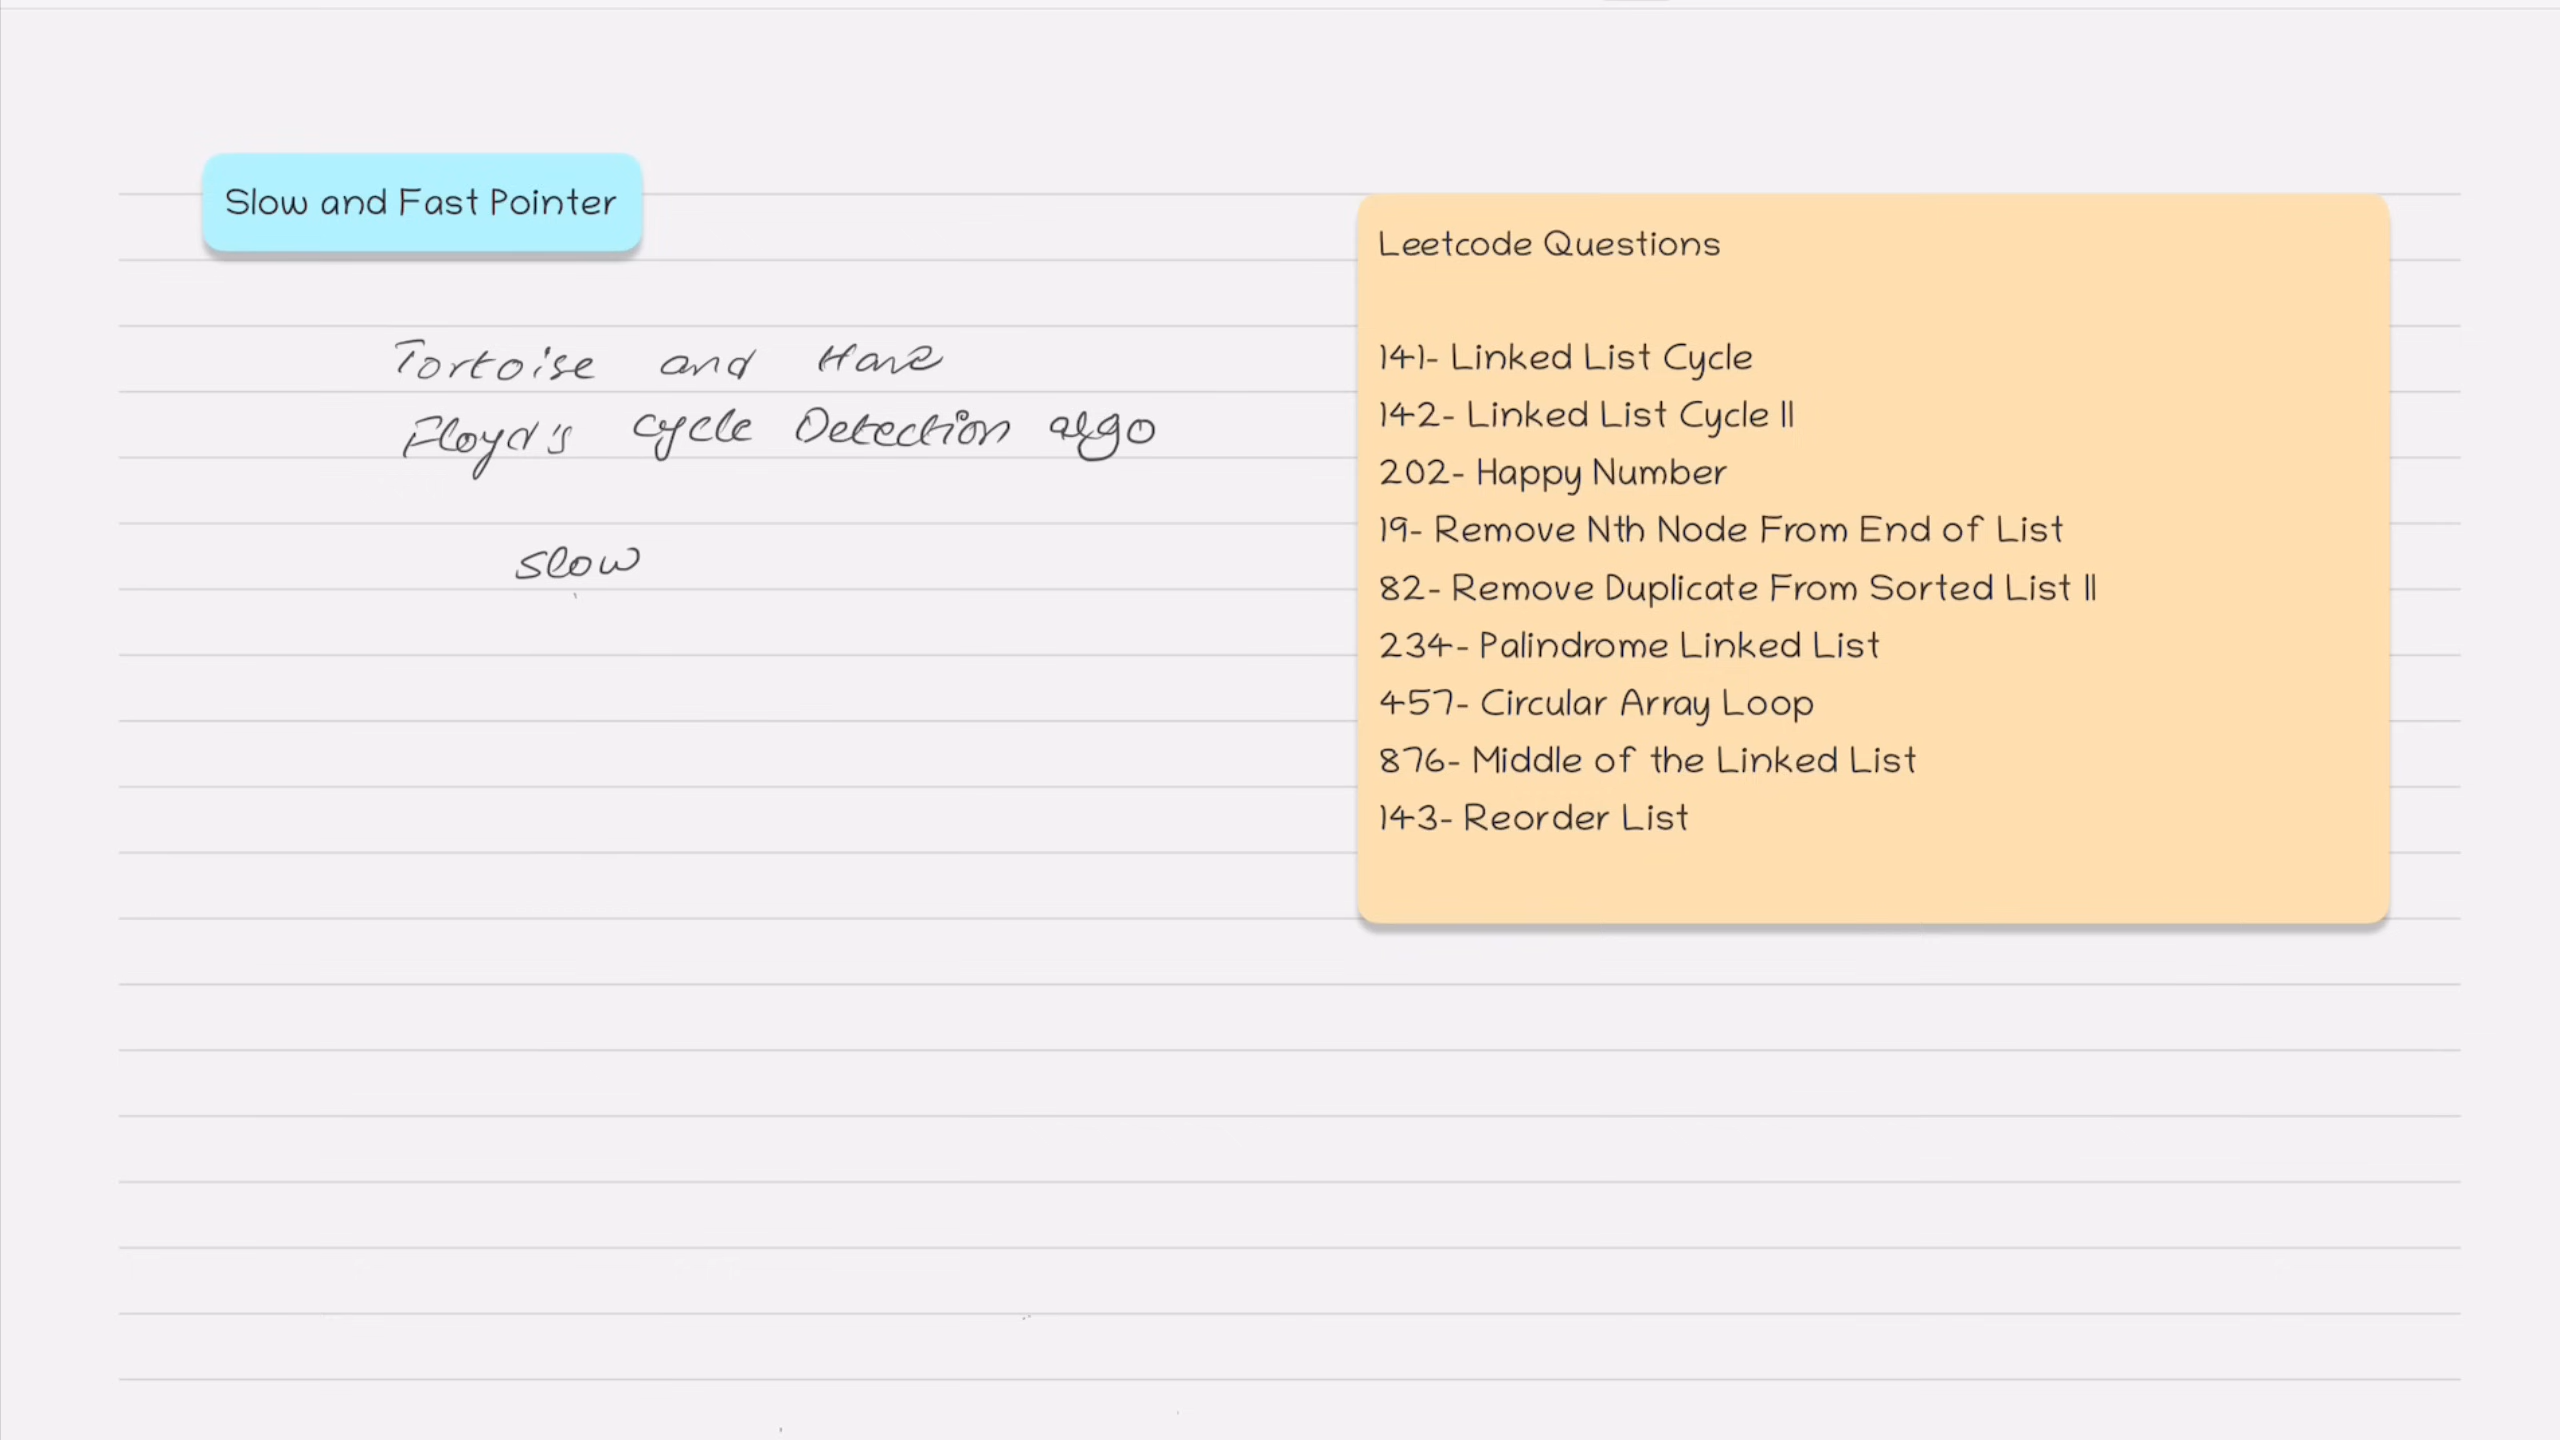 Slow and Fast Pointer
Tortoise and Hare
Floyd's Cycle Detection algo
slow
Leetcode Questions
141- Linked List Cycle
142- Linked List Cycle II
202- Happy Number
19- Remove Nth Node From End of List
82- Remove Duplicate From Sorted List II
234- Palindrome Linked List
457- Circular Array Loop
876- Middle of the Linked List
143- Reorder List